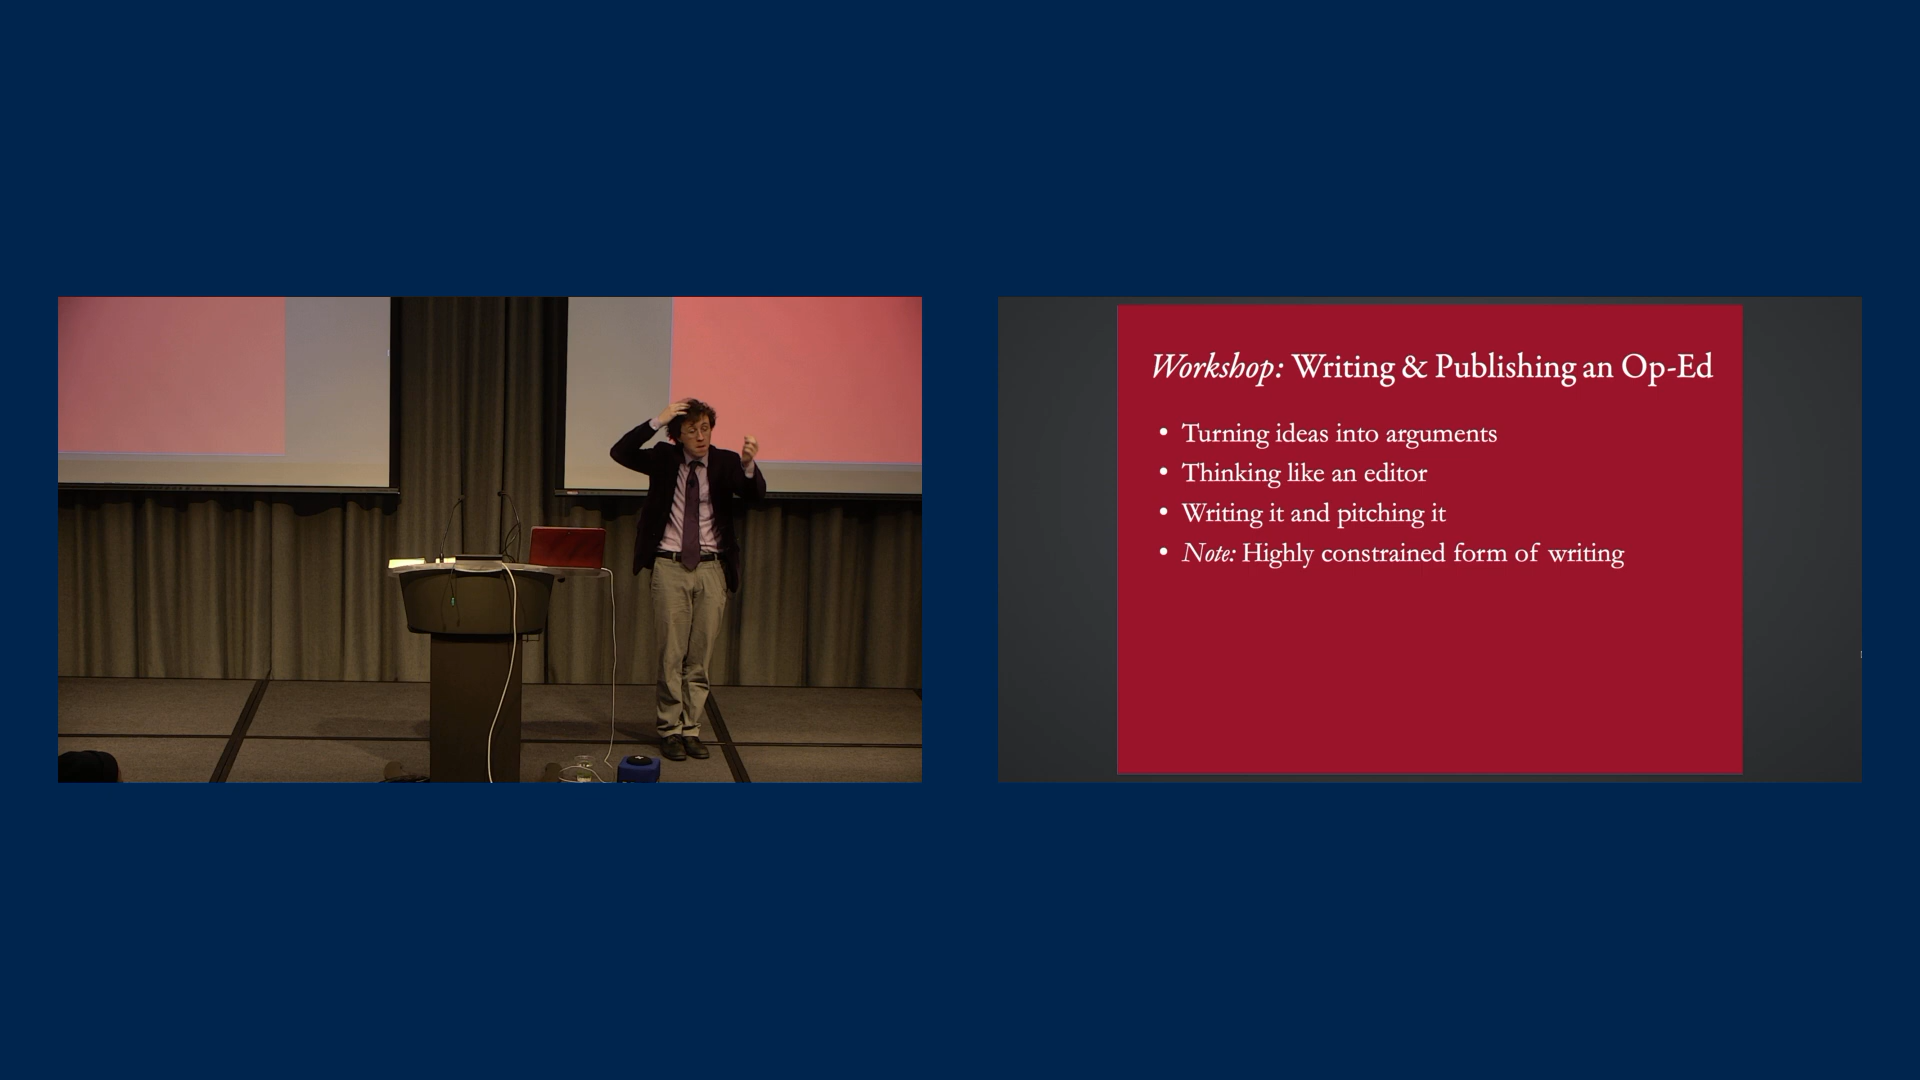 Workshop: Writing & Publishing an Op-Ed
• Turning ideas into arguments
• Thinking like an editor
• Writing it and pitching it
• Note: Highly constrained form of writing